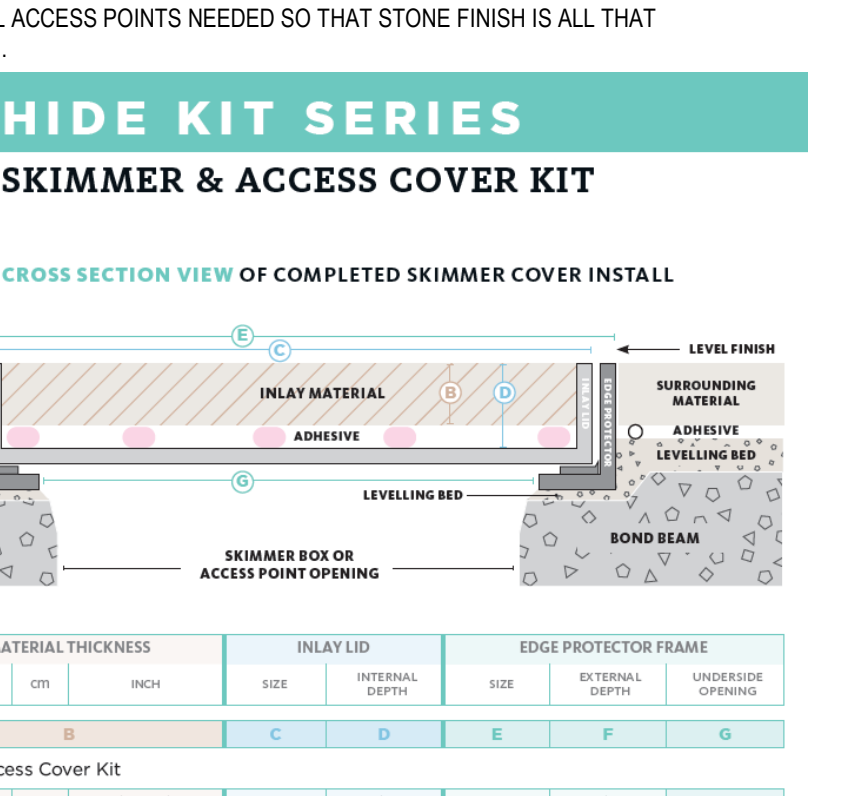 ACCESS POINTS NEEDED SO THAT STONE FINISH IS ALL THAT
.
HIDE KIT SERIES
SKIMMER & ACCESS COVER KIT
CROSS SECTION VIEW OF COMPLETED SKIMMER COVER INSTALL
E
C
LEVEL FINISH
INLAY MATERIAL
B
D
INLAY LID
EDGE PROTECTOR
SURROUNDING
MATERIAL
ADHESIVE
ADHESIVE
LEVELLING BED
G
LEVELLING BED
BOND BEAM
SKIMMER BOX OR
ACCESS POINT OPENING
MATERIAL THICKNESS
INLAY LID
EDGE PROTECTOR FRAME
cm
INCH
SIZE
INTERNAL
DEPTH
SIZE
EXTERNAL
DEPTH
UNDERSIDE
OPENING
B
C
D
E
F
G
cess Cover Kit